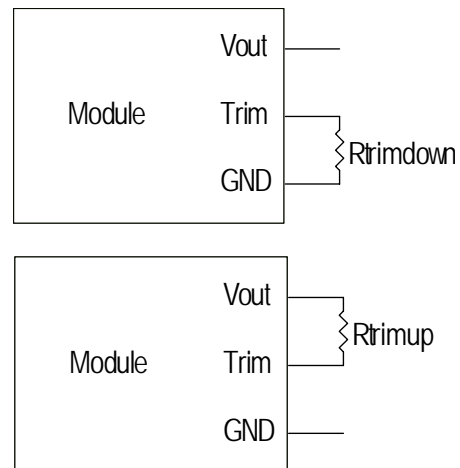 Vout
Module Trim
Rtrimdown
GND
Vout
Rtrimup
Module Trim
GND